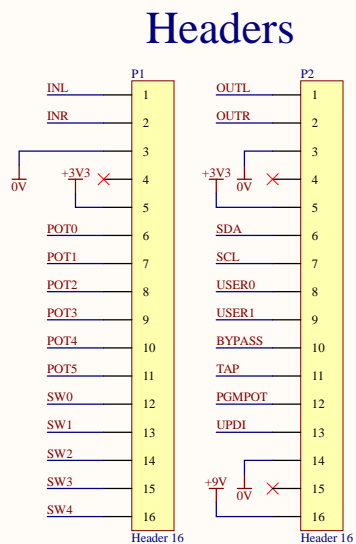 Headers
P1
INL 1
INR 2
3
0V
+3V3 4
5
POT0 6
POT1 7
POT2 8
POT3 9
POT4 10
POT5 11
SW0 12
SW1 13
SW2 14
SW3 15
SW4 16
Header 16
P2
OUTL 1
OUTR 2
3
+3V3 0V 4
5
SDA 6
SCL 7
USER0 8
USER1 9
BYPASS 10
TAP 11
PGMPOT 12
UPDI 13
14
+9V 0V 15
16
Header 16